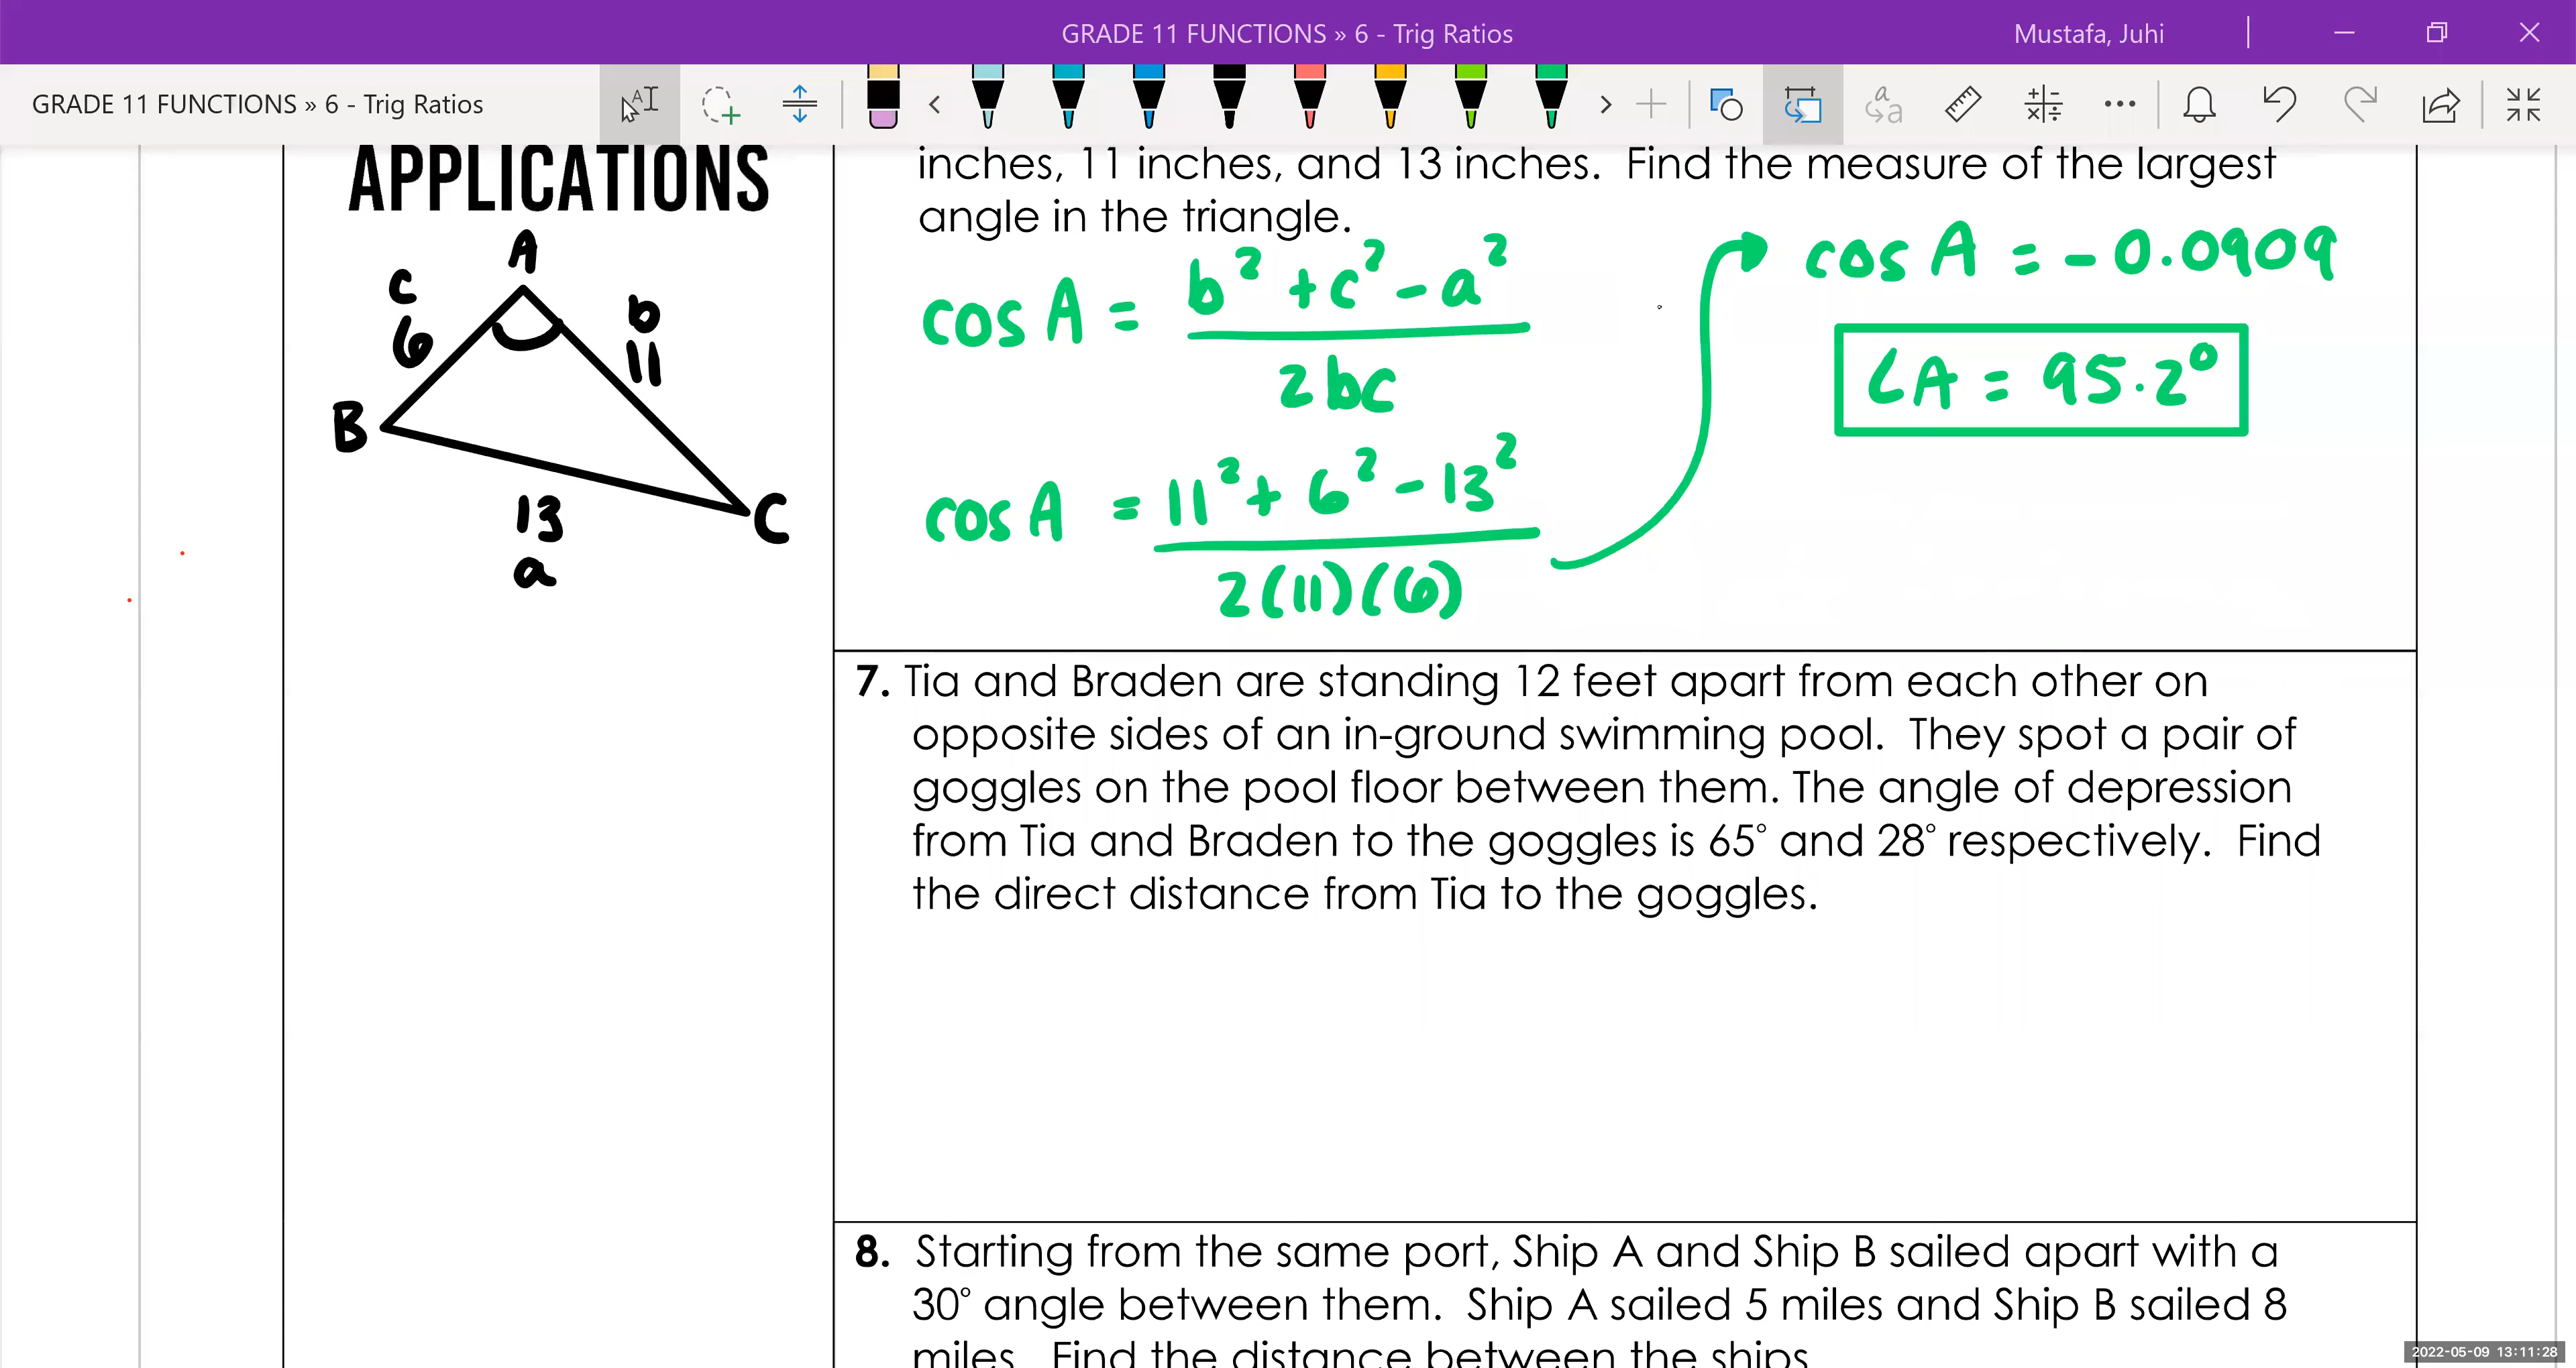 GRADE 11 FUNCTIONS » 6 - Trig Ratios
Mustafa, Juhi
GRADE 11 FUNCTIONS » 6 - Trig Ratios
APPLICATIONS
A
c
6
b
11
B
C
13
a
inches, 11 inches, and 13 inches. Find the measure of the largest
angle in the triangle.
cos A = b² + c² - a²
2bc
cos A = 11² + 6² - 13²
2(11)(6)
cos A = - 0.0909
∠A = 95.2°
7. Tia and Braden are standing 12 feet apart from each other on
opposite sides of an in-ground swimming pool. They spot a pair of
goggles on the pool floor between them. The angle of depression
from Tia and Braden to the goggles is 65° and 28° respectively. Find
the direct distance from Tia to the goggles.
8. Starting from the same port, Ship A and Ship B sailed apart with a
30° angle between them. Ship A sailed 5 miles and Ship B sailed 8
miles. Find the distance between the ships
2022-05-09 13:11:28